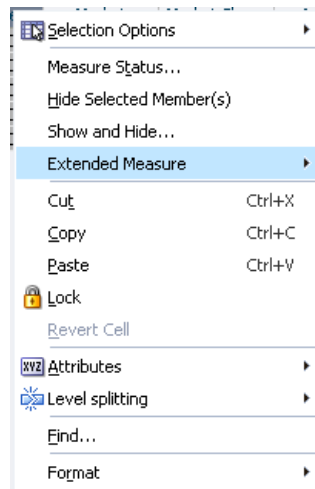 Selection Options
Measure Status...
Hide Selected Member(s)
Show and Hide...
Extended Measure
Cut Ctrl+X
Copy Ctrl+C
Paste Ctrl+V
Lock
Revert Cell
XYZ Attributes
Level splitting
Find...
Format